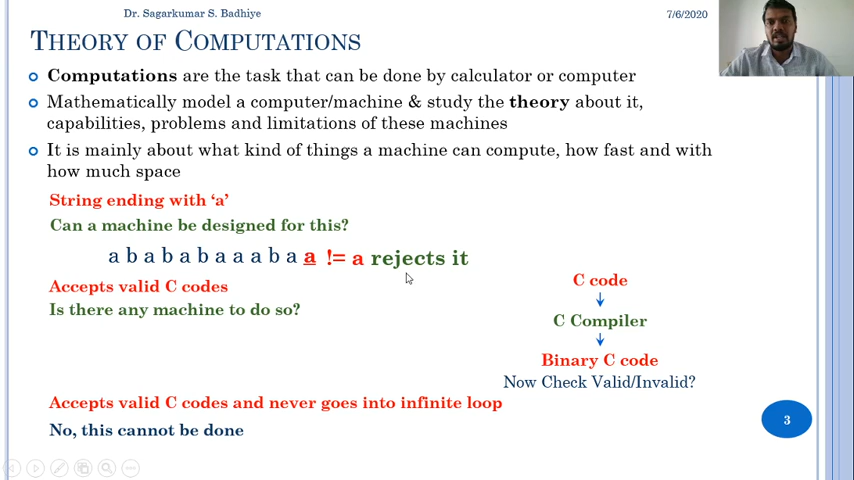 Dr. Sagarkumar S. Badhiye
7/6/2020
THEORY OF COMPUTATIONS
Computations are the task that can be done by calculator or computer
Mathematically model a computer/machine & study the theory about it,
capabilities, problems and limitations of these machines
It is mainly about what kind of things a machine can compute, how fast and with
how much space
String ending with ‘a’
Can a machine be designed for this?
a b a b a b a a a b a a != a rejects it
Accepts valid C codes
Is there any machine to do so?
C code
C Compiler
Binary C code
Now Check Valid/Invalid?
Accepts valid C codes and never goes into infinite loop
No, this cannot be done
3